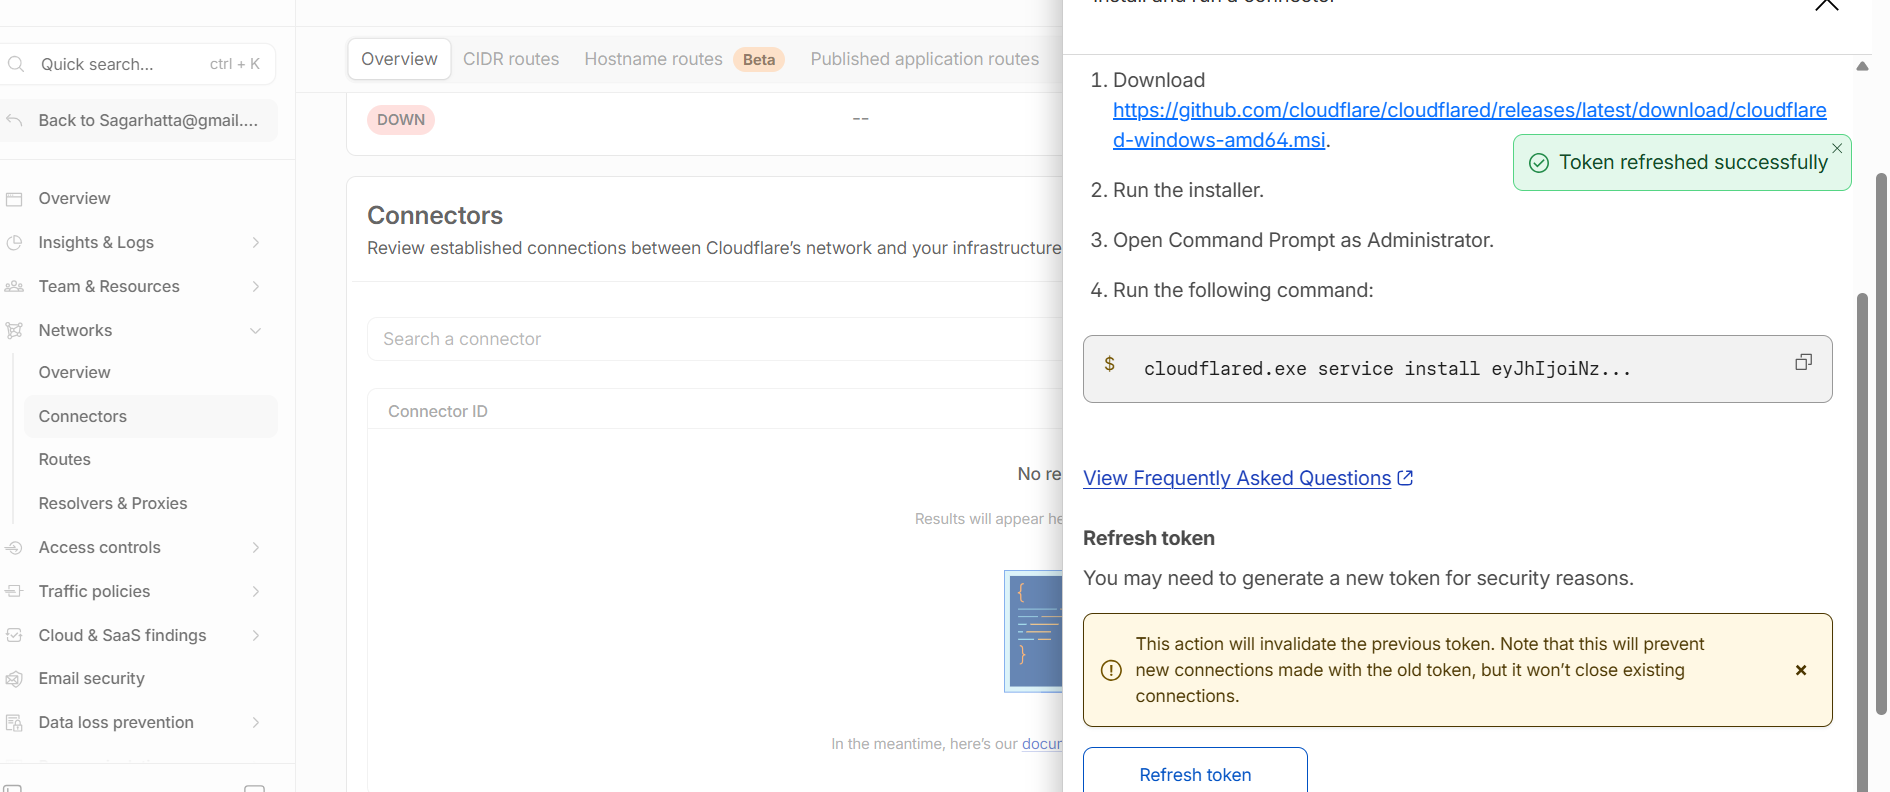 Quick search... ctrl + K
Back to Sagarhatta@gmail....
Overview
Insights & Logs
Team & Resources
Networks
Overview
Connectors
Routes
Resolvers & Proxies
Access controls
Traffic policies
Cloud & SaaS findings
Email security
Data loss prevention
Overview CIDR routes Hostname routes Beta Published application routes
DOWN --
Connectors
Review established connections between Cloudflare's network and your infrastructure
Search a connector
Connector ID
No re
Results will appear he
In the meantime, here's our docum
Install and run a connector
1. Download
https://github.com/cloudflare/cloudflared/releases/latest/download/cloudflare
d-windows-amd64.msi.
Token refreshed successfully
2. Run the installer.
3. Open Command Prompt as Administrator.
4. Run the following command:
$ cloudflared.exe service install eyJhIjoiNz...
View Frequently Asked Questions
Refresh token
You may need to generate a new token for security reasons.
This action will invalidate the previous token. Note that this will prevent
new connections made with the old token, but it won't close existing
connections.
Refresh token